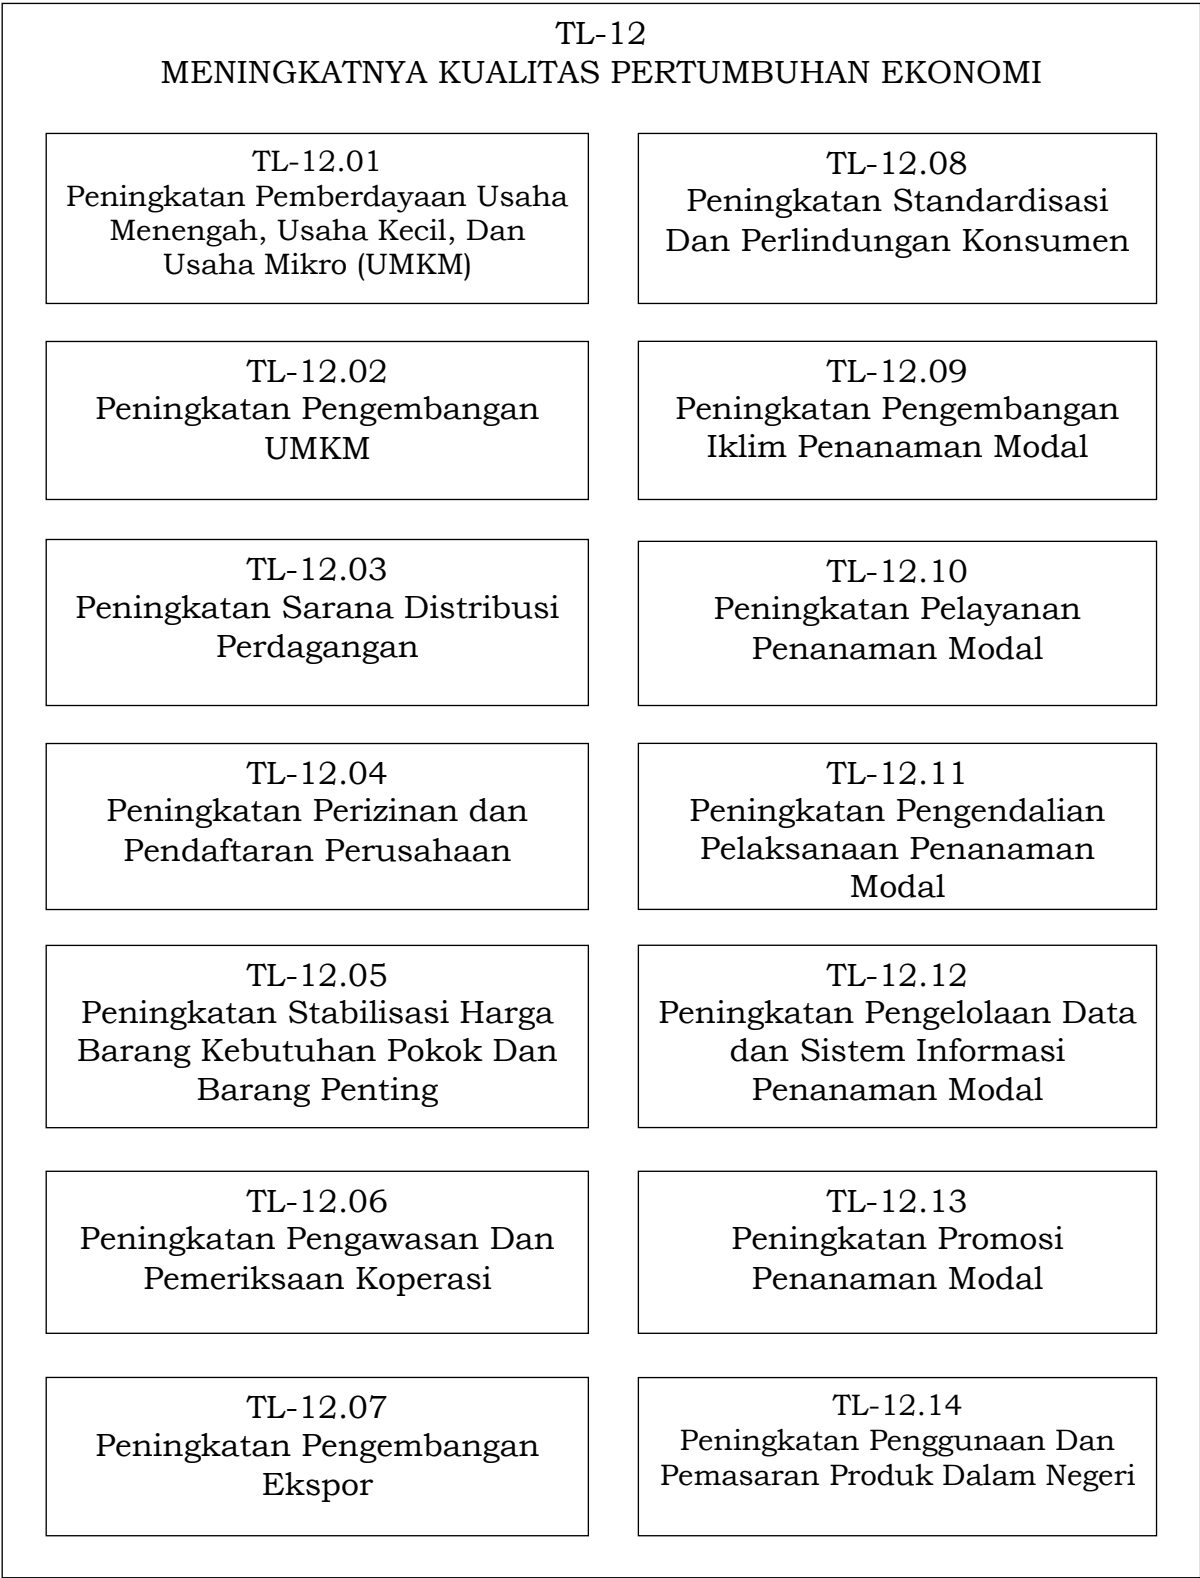 TL-12
MENINGKATNYA KUALITAS PERTUMBUHAN EKONOMI
TL-12.01
Peningkatan Pemberdayaan Usaha
Menengah, Usaha Kecil, Dan
Usaha Mikro (UMKM)
TL-12.02
Peningkatan Pengembangan
UMKM
TL-12.03
Peningkatan Sarana Distribusi
Perdagangan
TL-12.04
Peningkatan Perizinan dan
Pendaftaran Perusahaan
TL-12.05
Peningkatan Stabilisasi Harga
Barang Kebutuhan Pokok Dan
Barang Penting
TL-12.06
Peningkatan Pengawasan Dan
Pemeriksaan Koperasi
TL-12.07
Peningkatan Pengembangan
Ekspor
TL-12.08
Peningkatan Standardisasi
Dan Perlindungan Konsumen
TL-12.09
Peningkatan Pengembangan
Iklim Penanaman Modal
TL-12.10
Peningkatan Pelayanan
Penanaman Modal
TL-12.11
Peningkatan Pengendalian
Pelaksanaan Penanaman
Modal
TL-12.12
Peningkatan Pengelolaan Data
dan Sistem Informasi
Penanaman Modal
TL-12.13
Peningkatan Promosi
Penanaman Modal
TL-12.14
Peningkatan Penggunaan Dan
Pemasaran Produk Dalam Negeri